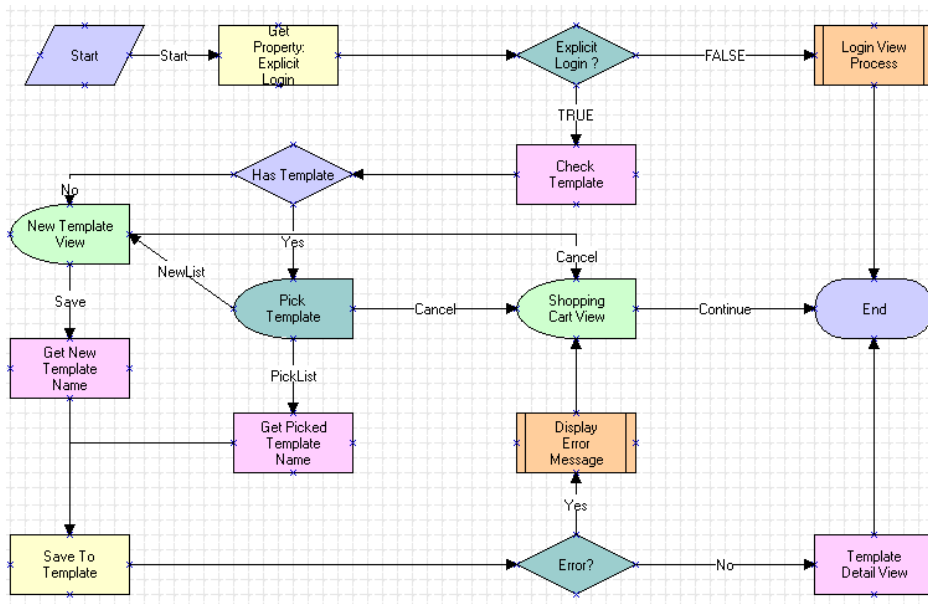 Start
Start
Get
Property:
Explicit
Login
Explicit
Login ?
FALSE
Login View
Process
TRUE
Check
Template
Has Template
No
Yes
New Template
View
NewList
Cancel
Pick
Template
Cancel
Shopping
Cart View
Continue
End
Save
Get New
Template
Name
PickList
Get Picked
Template
Name
Display
Error
Message
Yes
Save To
Template
Error?
No
Template
Detail View